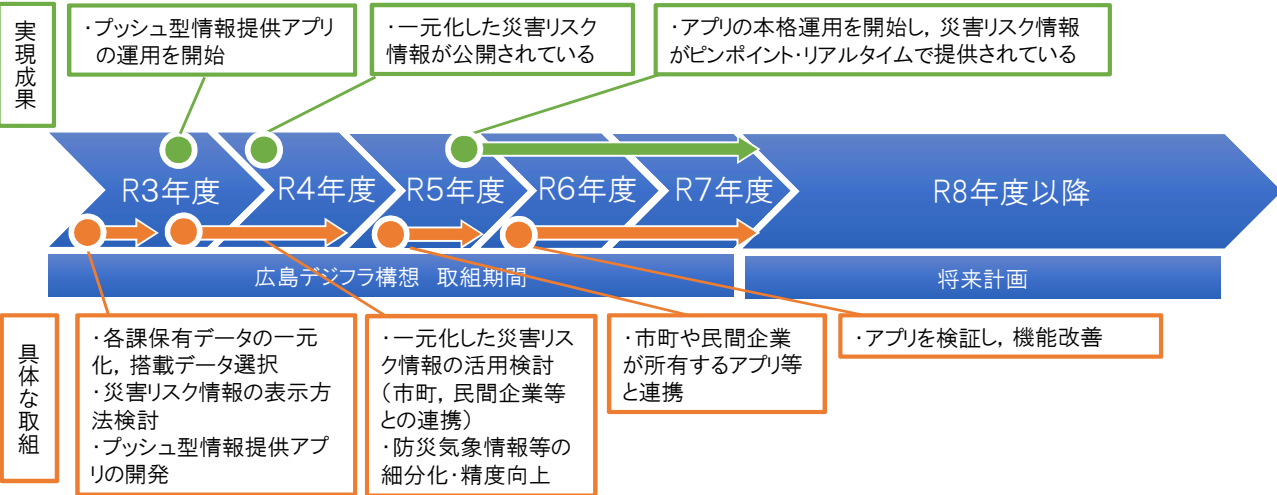 実現成果
・プッシュ型情報提供アプリ
の運用を開始
・一元化した災害リスク
情報が公開されている
・アプリの本格運用を開始し，災害リスク情報
がピンポイント・リアルタイムで提供されている
R3年度
R4年度
R5年度
R6年度
R7年度
R8年度以降
広島デジフラ構想　取組期間
将来計画
具体な取組
・各課保有データの一元
化，搭載データ選択
・災害リスク情報の表示方
法検討
・プッシュ型情報提供アプ
リの開発
・一元化した災害リス
ク情報の活用検討
（市町，民間企業等
との連携）
・防災気象情報等の
細分化・精度向上
・市町や民間企業
が所有するアプリ等
と連携
・アプリを検証し，機能改善